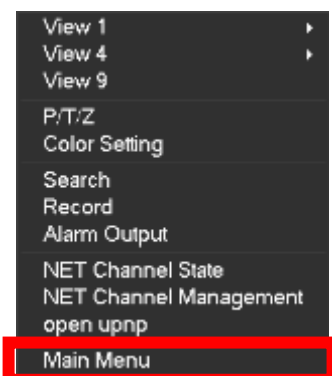 View 1
View 4
View 9
P/T/Z
Color Setting
Search
Record
Alarm Output
NET Channel State
NET Channel Management
open upnp
Main Menu